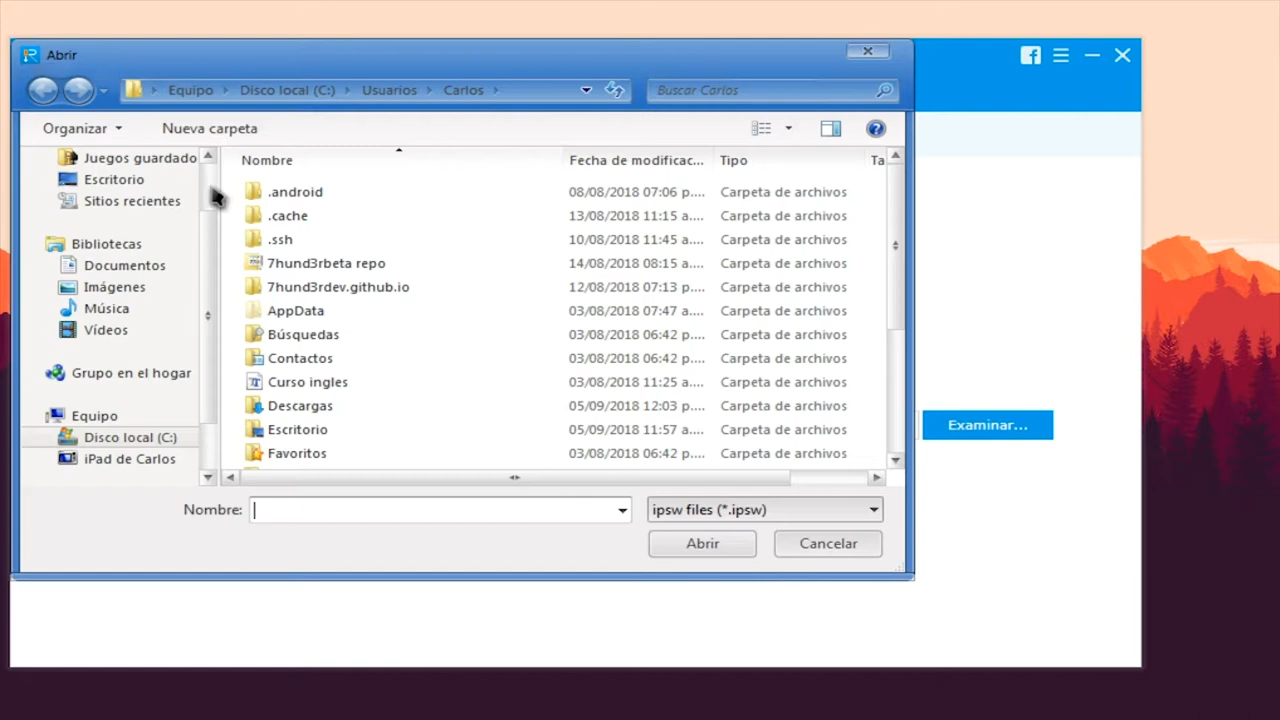 Abrir
Equipo Disco local (C:) Usuarios Carlos
Buscar Carlos
Organizar Nueva carpeta
Juegos guardado
Escritorio
Sitios recientes
Bibliotecas
Documentos
Imágenes
Música
Vídeos
Grupo en el hogar
Equipo
Disco local (C:)
iPad de Carlos
Nombre Fecha de modificac... Tipo Ta
.android 08/08/2018 07:06 p.... Carpeta de archivos
.cache 13/08/2018 11:15 a.... Carpeta de archivos
.ssh 10/08/2018 11:45 a.... Carpeta de archivos
7hund3rbeta repo 14/08/2018 08:15 p.... Carpeta de archivos
7hund3rdev.github.io 12/08/2018 07:13 p.... Carpeta de archivos
AppData 03/08/2018 07:47 p.... Carpeta de archivos
Búsquedas 03/08/2018 06:42 p.... Carpeta de archivos
Contactos 03/08/2018 06:42 p.... Carpeta de archivos
Curso ingles 03/08/2018 11:25 a.... Carpeta de archivos
Descargas 05/09/2018 12:03 p.... Carpeta de archivos
Escritorio 05/09/2018 11:57 a.... Carpeta de archivos
Favoritos 03/08/2018 06:42 p.... Carpeta de archivos
Examinar...
Nombre: ipsw files (*.ipsw)
Abrir Cancelar